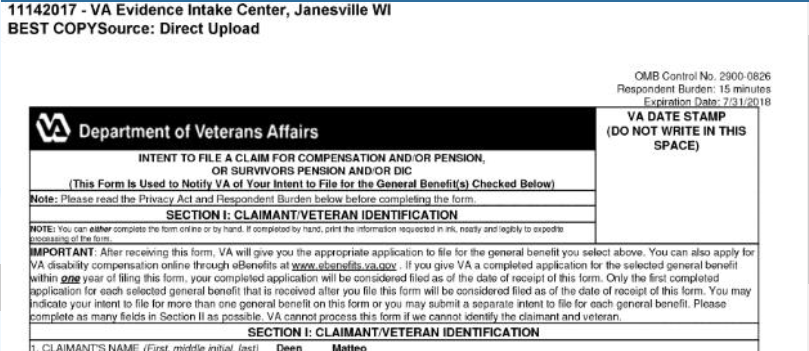 11142017 - VA Evidence Intake Center, Janesville WI
BEST COPYSource: Direct Upload
OMB Control No. 2900-0826
Respondent Burden: 15 minutes
Expiration Date: 7/31/2018
VA Department of Veterans Affairs
VA DATE STAMP
(DO NOT WRITE IN THIS
SPACE)
INTENT TO FILE A CLAIM FOR COMPENSATION AND/OR PENSION,
OR SURVIVORS PENSION AND/OR DIC
(This Form Is Used to Notify VA of Your Intent to File for the General Benefit(s) Checked Below)
Note: Please read the Privacy Act and Respondent Burden below before completing the form.
SECTION I: CLAIMANT/VETERAN IDENTIFICATION
NOTE: You can either complete the form online or by hand. If completed by hand, print the information requested in ink, neatly and legibly to expedite
processing of the form.
IMPORTANT: After receiving this form, VA will give you the appropriate application to file for the general benefit you select above. You can also apply for
VA disability compensation online through eBenefits at www.ebenefits.va.gov . If you give VA a completed application for the selected general benefit
within one year of filing this form, your completed application will be considered filed as of the date of receipt of this form. Only the first completed
application for each selected general benefit that is received after you file this form will be considered filed as of the date of receipt of this form. You may
indicate your intent to file for more than one general benefit on this form or you may submit a separate intent to file for each general benefit. Please
complete as many fields in Section II as possible. VA cannot process this form if we cannot identify the claimant and veteran.
SECTION I: CLAIMANT/VETERAN IDENTIFICATION
1. CLAIMANT'S NAME (First, middle initial, last) Deen Matteo